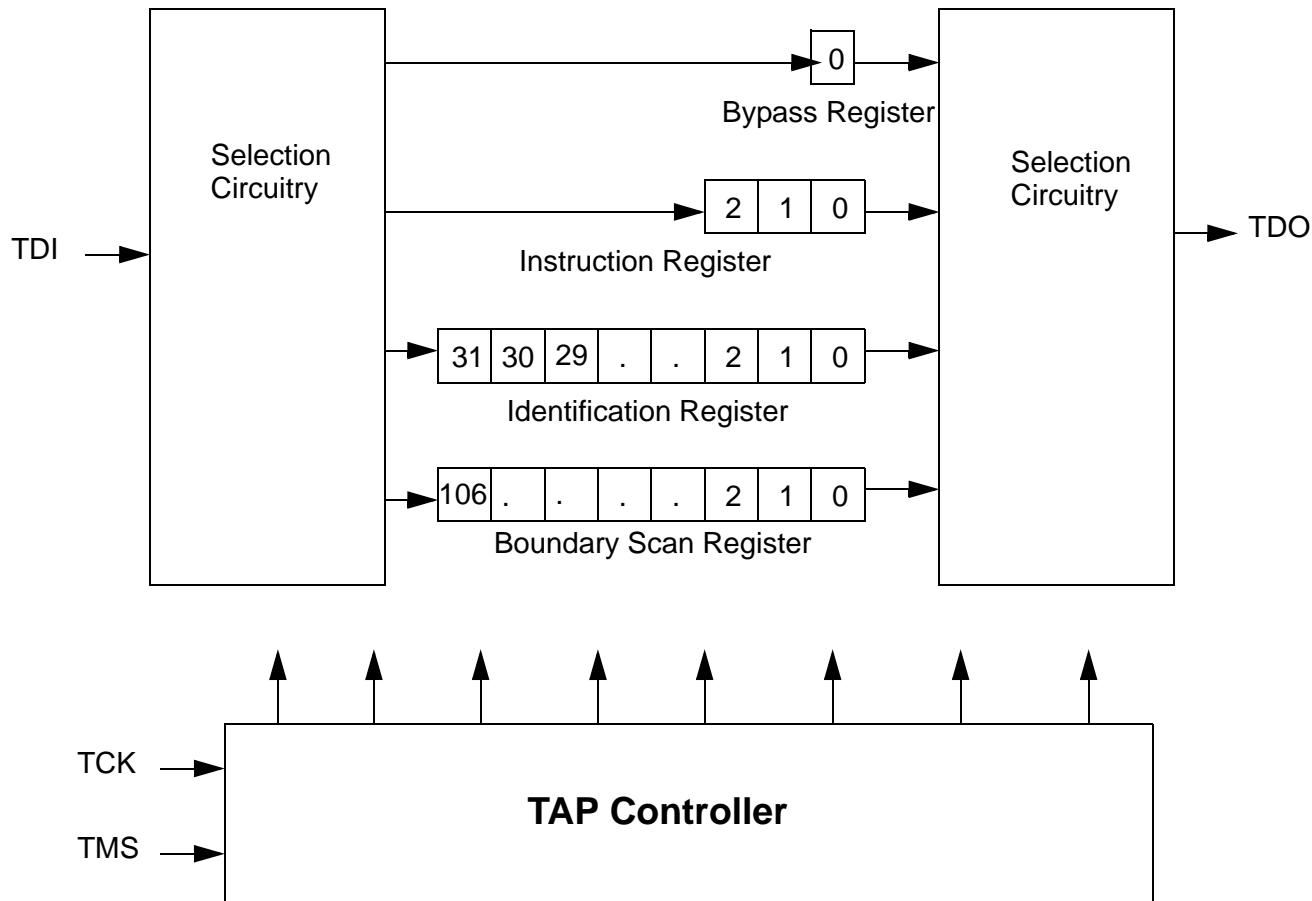 0
Bypass Register
Selection
Circuitry
Selection
Circuitry
2 1 0
TDI
TDO
Instruction Register
31 30 29 . . 2 1 0
Identification Register
106 . . . . 2 1 0
Boundary Scan Register
TCK
TAP Controller
TMS